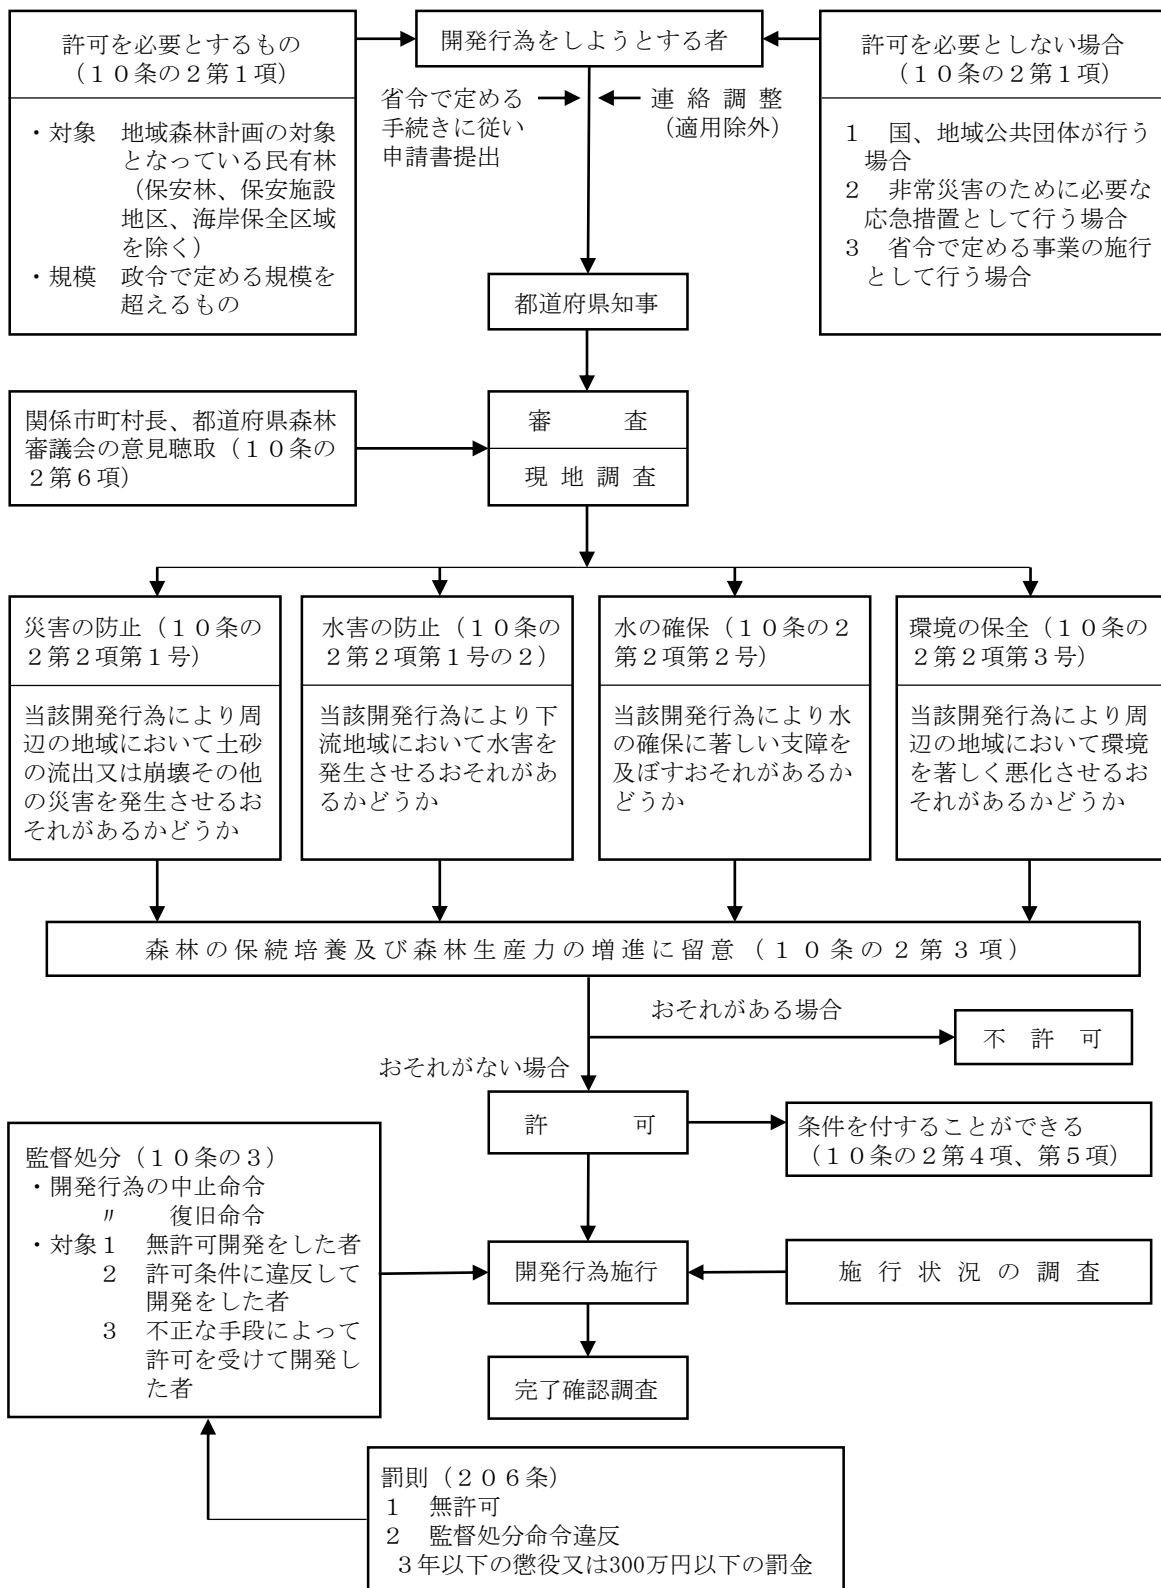 許可を必要とするもの
(10条の2第1項)
・対象 地域森林計画の対象
となっている民有林
(保安林、保安施設
地区、海岸保全区域
を除く)
・規模 政令で定める規模を
超えるもの
開発行為をしようとする者
許可を必要としない場合
(10条の2第1項)
1 国、地域公共団体が行う
場合
2 非常災害のために必要な
応急措置として行う場合
3 省令で定める事業の施行
として行う場合
省令で定める
手続きに従い
申請書提出
連絡調整
(適用除外)
都道府県知事
関係市町村長、都道府県森林
審議会の意見聴取(10条の
2第6項)
審 査
現地調査
災害の防止(10条の
2第2項第1号)
当該開発行為により周
辺の地域において土砂
の流出又は崩壊その他
の災害を発生させるお
それがあるかどうか
水害の防止(10条の
2第2項第1号の2)
当該開発行為により下
流地域において水害を
発生させるおそれがあ
るかどうか
水の確保(10条の2
第2項第2号)
当該開発行為により水
の確保に著しい支障を
及ぼすおそれがあるか
どうか
環境の保全(10条の
2第2項第3号)
当該開発行為により周
辺の地域において環境
を著しく悪化させるお
それがあるかどうか
森林の保続培養及び森林生産力の増進に留意(10条の2第3項)
おそれがある場合
不 許 可
おそれがない場合
許 可
条件を付することができる
(10条の2第4項、第5項)
監督処分(10条の3)
・開発行為の中止命令
〃 復旧命令
・対象1 無許可開発をした者
2 許可条件に違反して
開発をした者
3 不正な手段によって
許可を受けて開発し
た者
開発行為施行
施行状況の調査
完了確認調査
罰則(206条)
1 無許可
2 監督処分命令違反
3年以下の懲役又は300万円以下の罰金